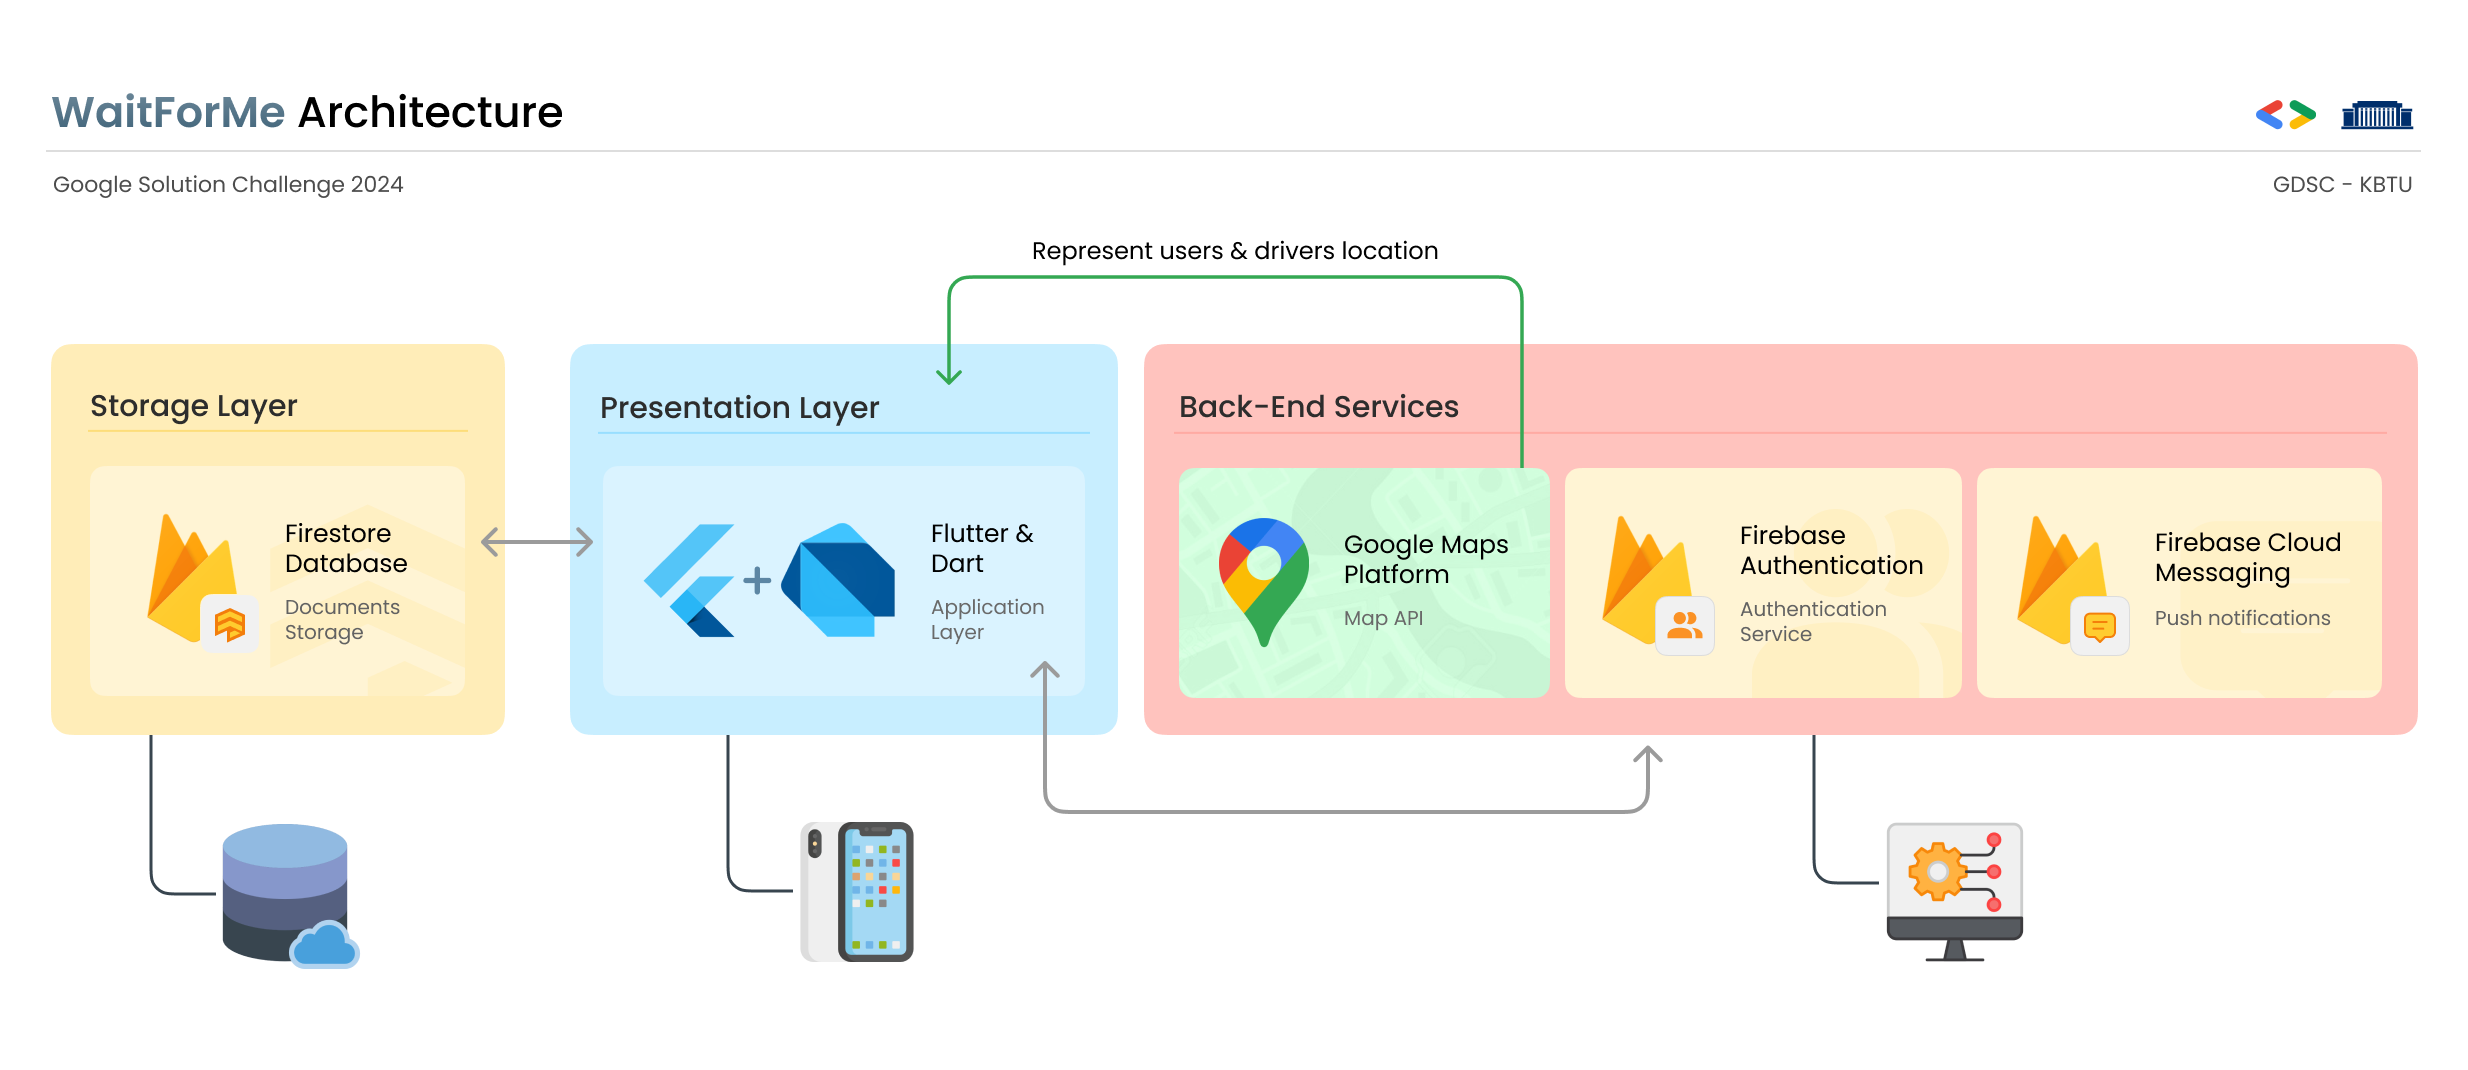 WaitForMe Architecture
Google Solution Challenge 2024
GDSC - KBTU
Represent users & drivers location
Storage Layer
Firestore
Database
Documents
Storage
Presentation Layer
Flutter &
Dart
Application
Layer
Back-End Services
Google Maps
Platform
Map API
Firebase
Authentication
Authentication
Service
Firebase Cloud
Messaging
Push notifications